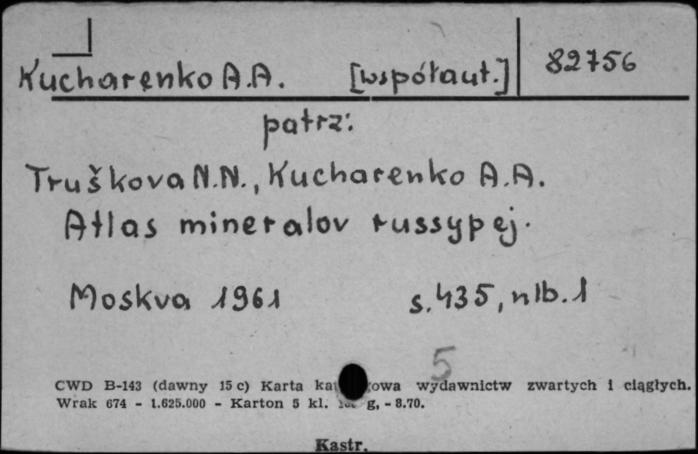 Kucharenko A.A. [współaut.] 82756
patrz:
Truškova N.N., Kucharenko A.A.
Atlas mineralov russypej.
Moskva 1961 s. 435, nlb. 1
5
CWD B-143 (dawny 15 c) Karta wydawnictw zwartych i ciągłych.
Wrak 674 - 1.625.000 - Karton 5 kl. g, - 8.70.
Kastr.